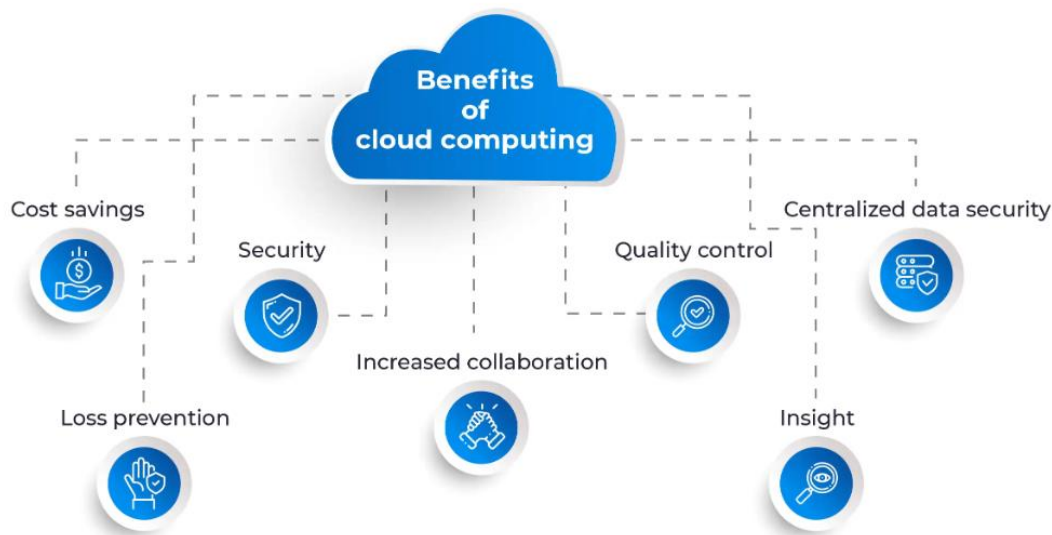 Benefits
of
cloud computing
Cost savings
Centralized data security
Security
Quality control
Increased collaboration
Loss prevention
Insight